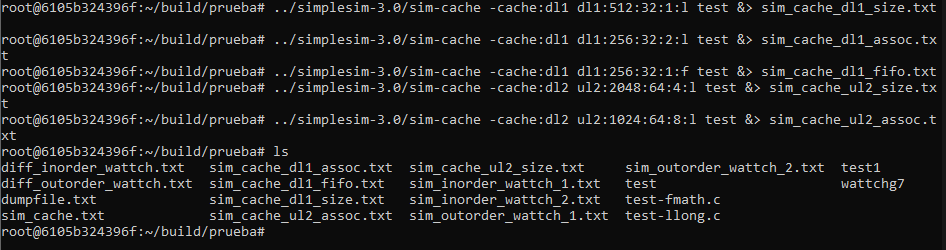 root@6105b324396f:~/build/prueba# ../simplesim-3.0/sim-cache -cache:dl1 dl1:512:32:1:l test &> sim_cache_dl1_size.txt
root@6105b324396f:~/build/prueba# ../simplesim-3.0/sim-cache -cache:dl1 dl1:256:32:2:l test &> sim_cache_dl1_assoc.tx
t
root@6105b324396f:~/build/prueba# ../simplesim-3.0/sim-cache -cache:dl1 dl1:256:32:1:f test &> sim_cache_dl1_fifo.txt
root@6105b324396f:~/build/prueba# ../simplesim-3.0/sim-cache -cache:dl2 ul2:2048:64:4:l test &> sim_cache_ul2_size.tx
t
root@6105b324396f:~/build/prueba# ../simplesim-3.0/sim-cache -cache:dl2 ul2:1024:64:8:l test &> sim_cache_ul2_assoc.t
xt
root@6105b324396f:~/build/prueba# ls
diff_inorder_wattch.txt sim_cache_dl1_assoc.txt sim_cache_ul2_size.txt sim_outorder_wattch_2.txt test1
diff_outorder_wattch.txt sim_cache_dl1_fifo.txt sim_inorder_wattch_1.txt test wattchg7
dumpfile.txt sim_cache_dl1_size.txt sim_inorder_wattch_2.txt test-fmath.c
sim_cache.txt sim_cache_ul2_assoc.txt sim_outorder_wattch_1.txt test-llong.c
root@6105b324396f:~/build/prueba#